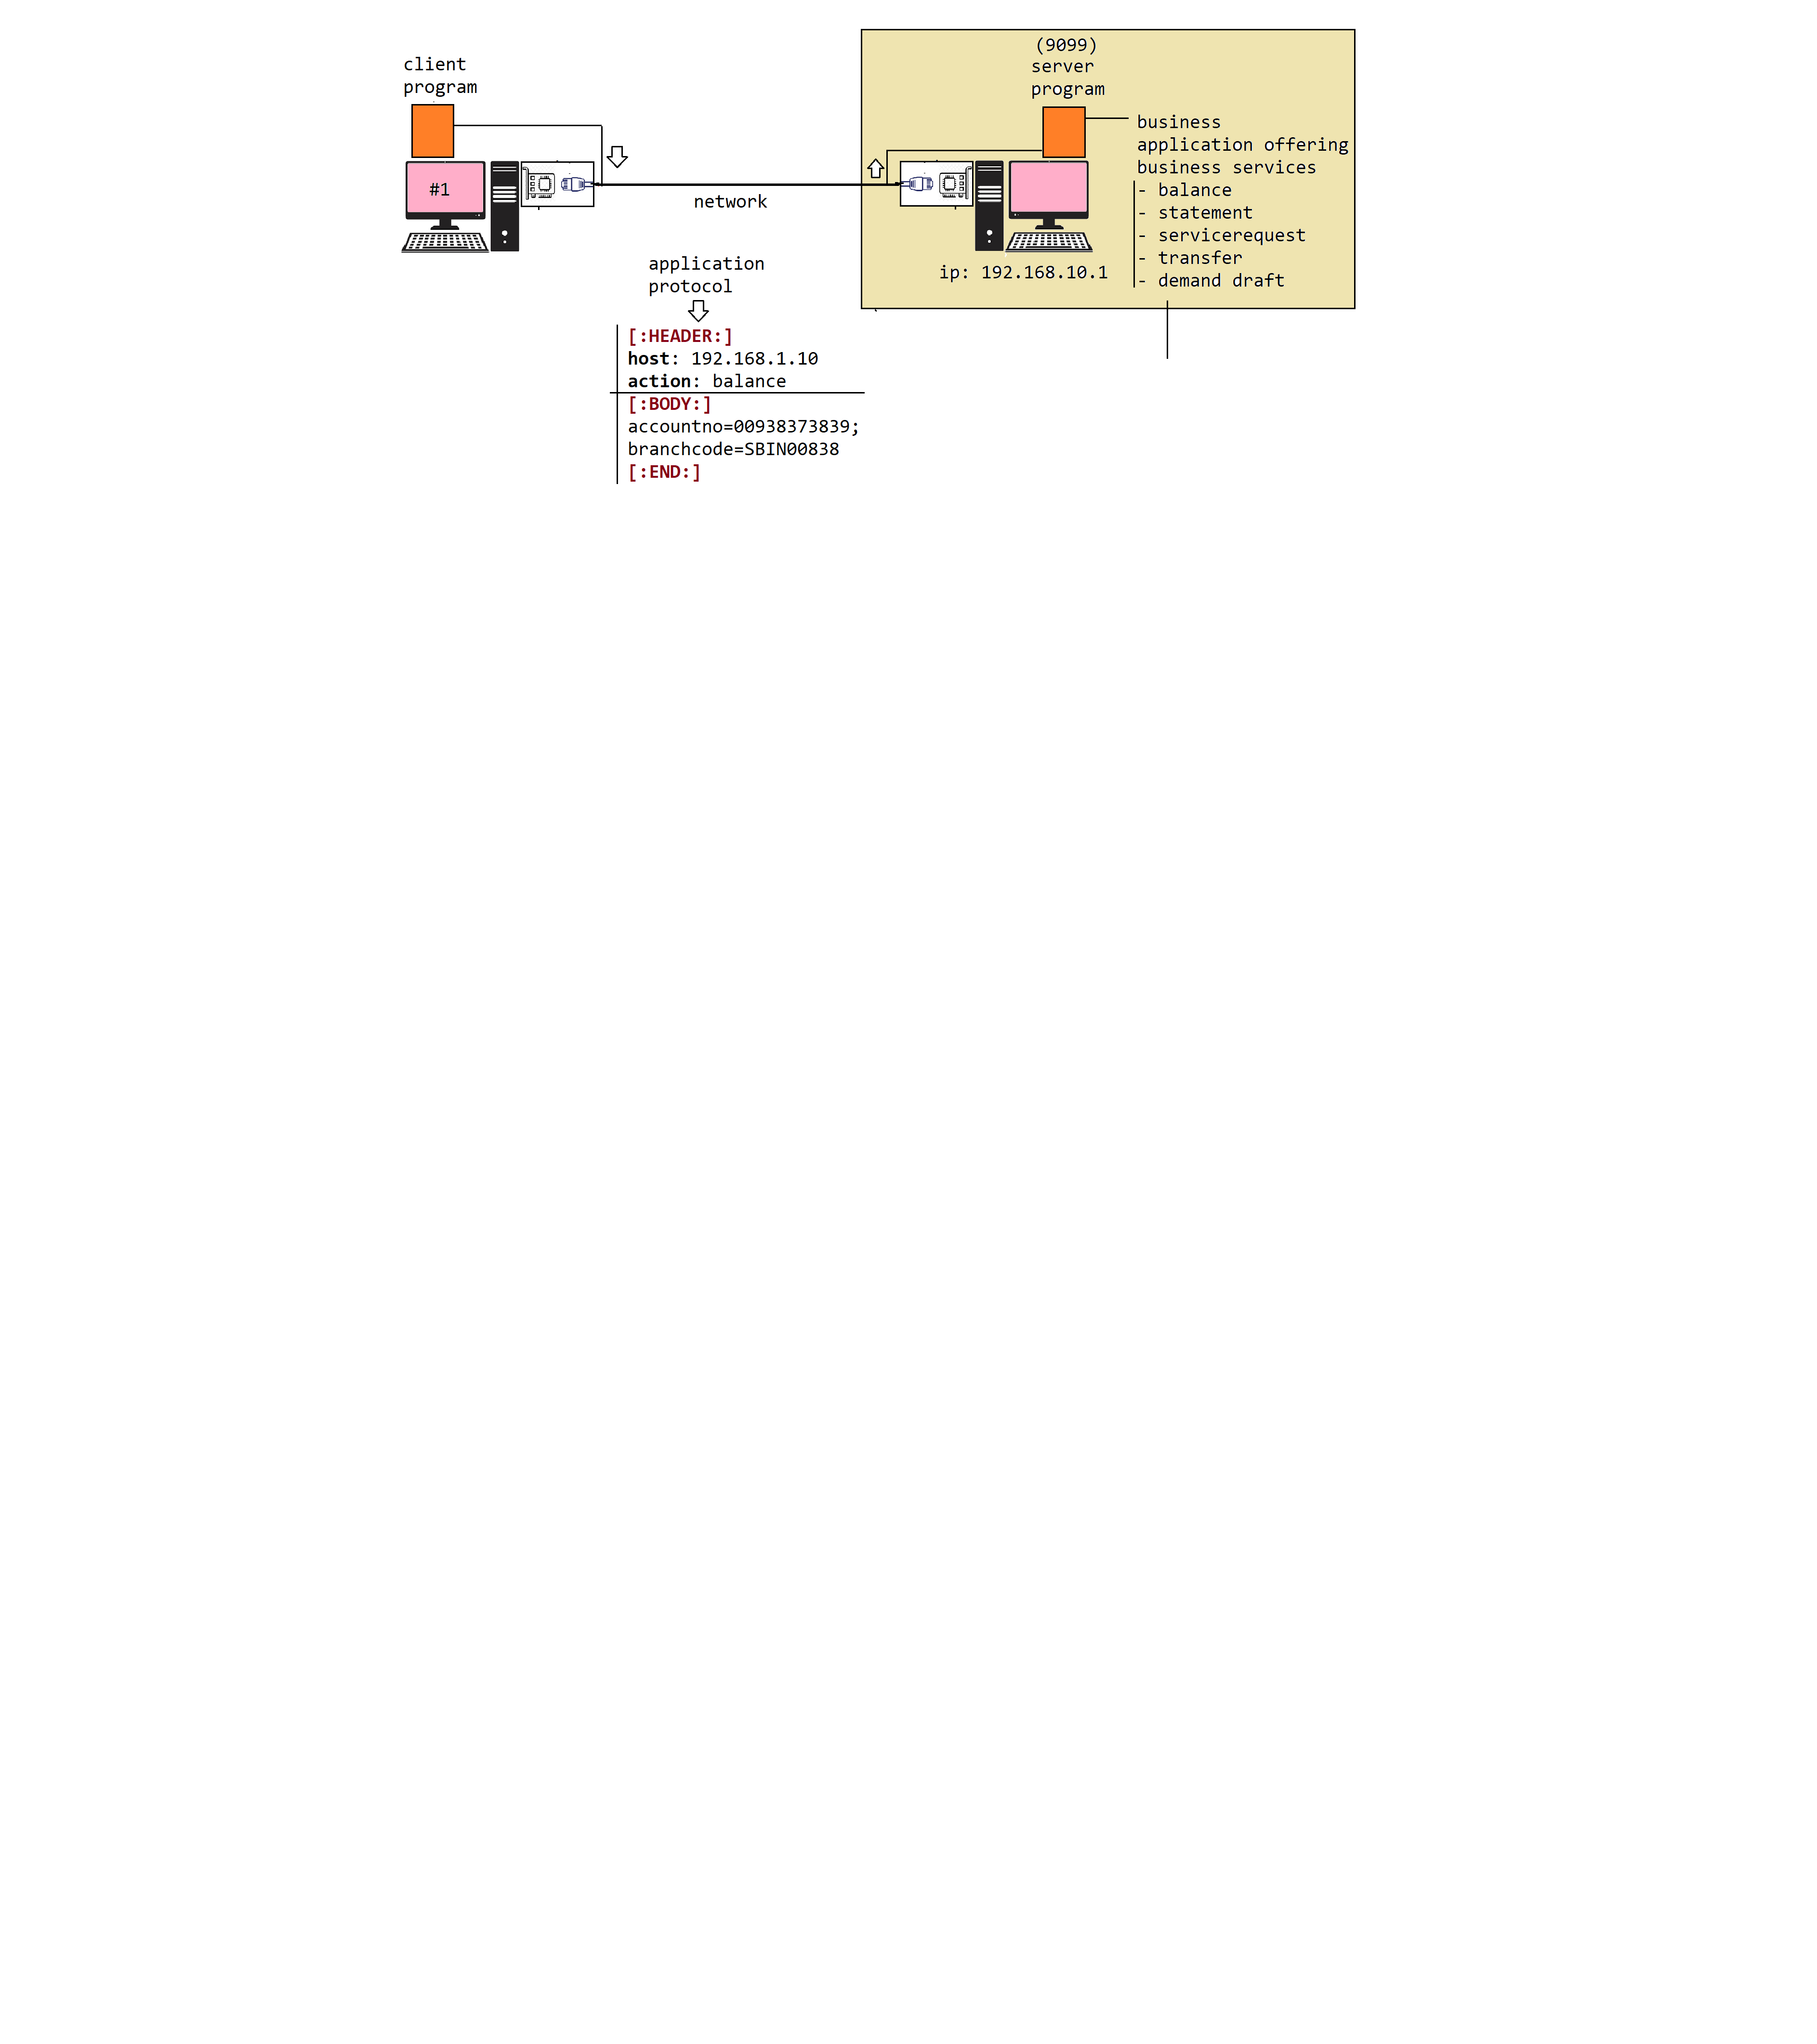 client
program
#1
network
(9099)
server
program
business
application offering
business services
- balance
- statement
- servicerequest
- transfer
- demand draft
ip: 192.168.10.1
application
protocol
[:HEADER:]
host: 192.168.1.10
action: balance
[:BODY:]
accountno=00938373839;
branchcode=SBIN00838
[:END:]